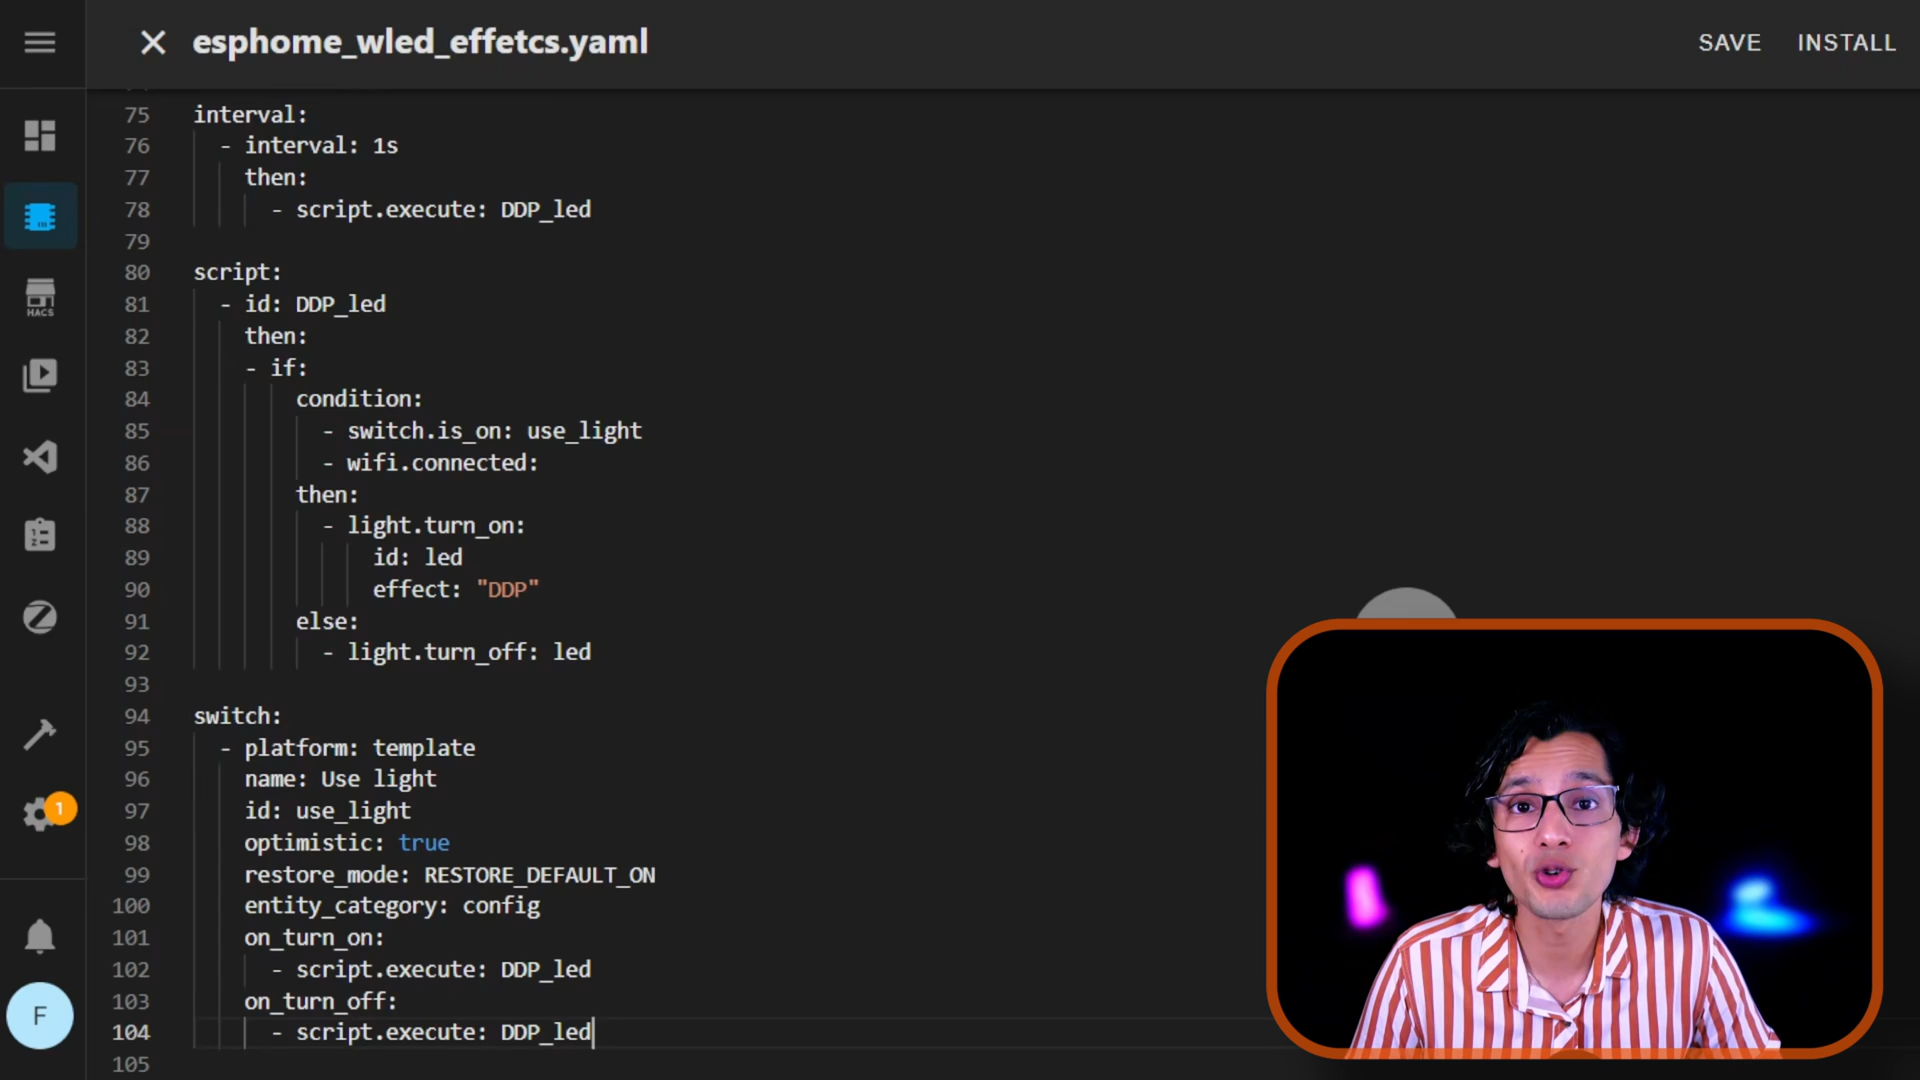 esphome_wled_effetcs.yaml
SAVE INSTALL
75 interval:
76 - interval: 1s
77 then:
78 - script.execute: DDP_led
79
80 script:
81 - id: DDP_led
82 then:
83 - if:
84 condition:
85 - switch.is_on: use_light
86 - wifi.connected:
87 then:
88 - light.turn_on:
89 id: led
90 effect: "DDP"
91 else:
92 - light.turn_off: led
93
94 switch:
95 - platform: template
96 name: Use light
97 id: use_light
98 optimistic: true
99 restore_mode: RESTORE_DEFAULT_ON
100 entity_category: config
101 on_turn_on:
102 - script.execute: DDP_led
103 on_turn_off:
104 - script.execute: DDP_led
105
HACS
1
F